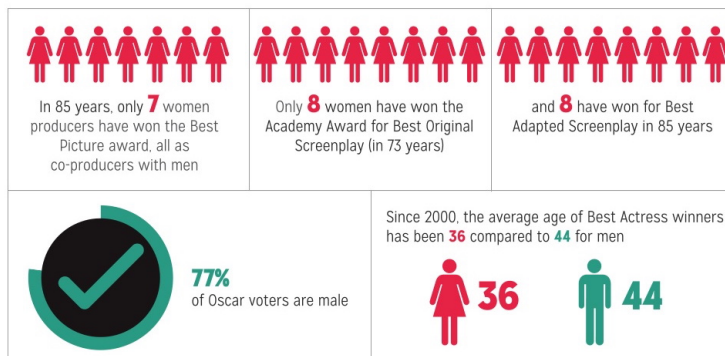 In 85 years, only 7 women
producers have won the Best
Picture award, all as
co-producers with men
Only 8 women have won the
Academy Award for Best Original
Screenplay (in 73 years)
and 8 have won for Best
Adapted Screenplay in 85 years
77%
of Oscar voters are male
Since 2000, the average age of Best Actress winners
has been 36 compared to 44 for men
36
44